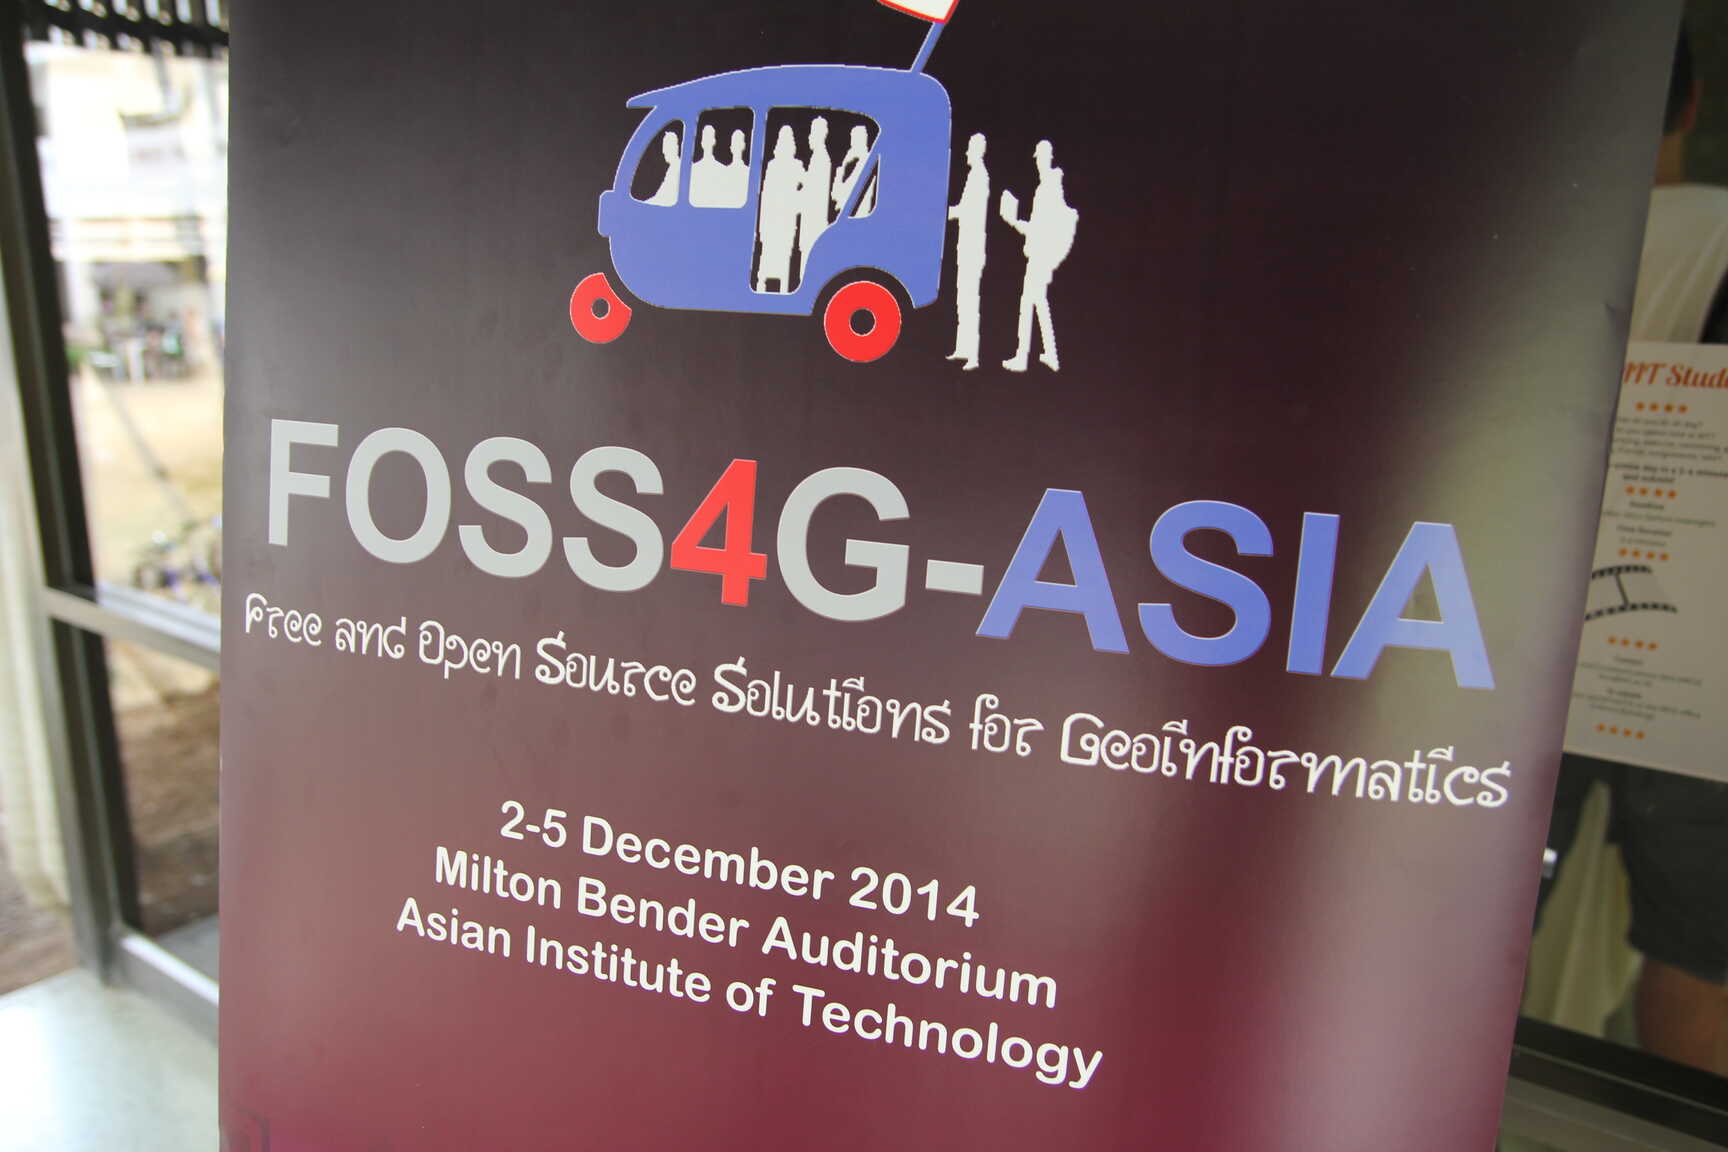 FOSS4G-ASIA
Free and Open Source Solutions for Geoinformatics
2-5 December 2014
Milton Bender Auditorium
Asian Institute of Technology
Contact